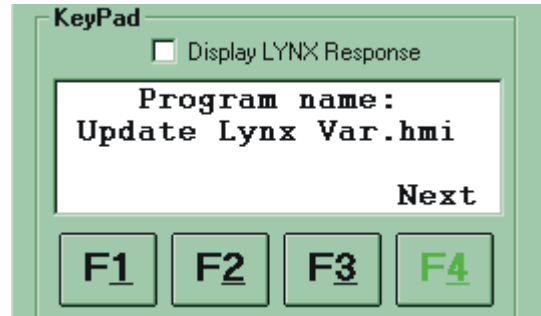 KeyPad
Display LYNX Response
Program name:
Update Lynx Var.hmi
Next
F1 F2 F3 F4